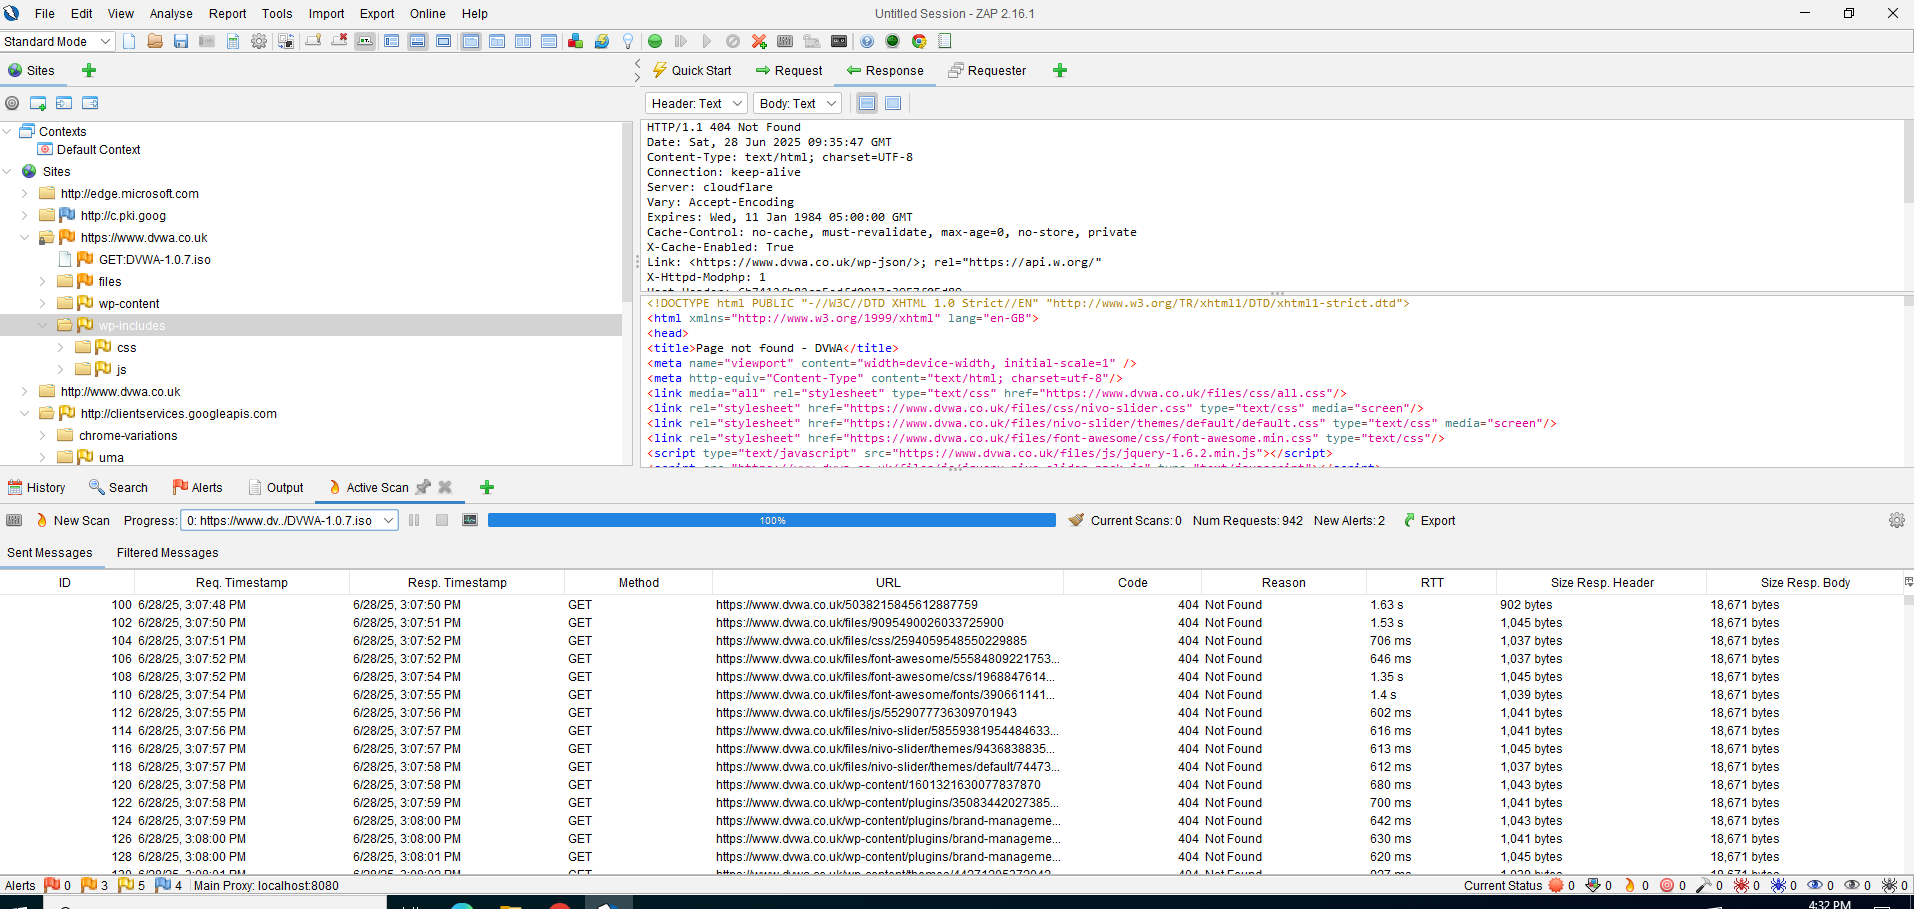 File Edit View Analyse Report Tools Import Export Online Help
Untitled Session - ZAP 2.16.1
Standard Mode
Sites
Quick Start Request Response Requester
Header: Text Body: Text
Contexts
Default Context
Sites
http://edge.microsoft.com
http://c.pki.goog
https://www.dvwa.co.uk
GET:DVWA-1.0.7.iso
files
wp-content
wp-includes
css
js
http://www.dvwa.co.uk
http://clientservices.googleapis.com
chrome-variations
uma
HTTP/1.1 404 Not Found
Date: Sat, 28 Jun 2025 09:35:47 GMT
Content-Type: text/html; charset=UTF-8
Connection: keep-alive
Server: cloudflare
Vary: Accept-Encoding
Expires: Wed, 11 Jan 1984 05:00:00 GMT
Cache-Control: no-cache, must-revalidate, max-age=0, no-store, private
X-Cache-Enabled: True
Link: <https://www.dvwa.co.uk/wp-json/>; rel="https://api.w.org/"
X-Httpd-Modphp: 1
<!DOCTYPE html PUBLIC "-//W3C//DTD XHTML 1.0 Strict//EN" "http://www.w3.org/TR/xhtml1/DTD/xhtml1-strict.dtd">
<html xmlns="http://www.w3.org/1999/xhtml" lang="en-GB">
<head>
<title>Page not found - DVWA</title>
<meta name="viewport" content="width=device-width, initial-scale=1" />
<meta http-equiv="Content-Type" content="text/html; charset=utf-8"/>
<link media="all" rel="stylesheet" type="text/css" href="https://www.dvwa.co.uk/files/css/all.css"/>
<link rel="stylesheet" href="https://www.dvwa.co.uk/files/css/nivo-slider.css" type="text/css" media="screen"/>
<link rel="stylesheet" href="https://www.dvwa.co.uk/files/nivo-slider/themes/default/default.css" type="text/css" media="screen"/>
<link rel="stylesheet" href="https://www.dvwa.co.uk/files/font-awesome/css/font-awesome.min.css" type="text/css"/>
<script type="text/javascript" src="https://www.dvwa.co.uk/files/js/jquery-1.6.2.min.js"></script>
History Search Alerts Output Active Scan
New Scan Progress: 0: https://www.dv../DVWA-1.0.7.iso 100% Current Scans: 0 Num Requests: 942 New Alerts: 2 Export
Sent Messages Filtered Messages
ID Req. Timestamp Resp. Timestamp Method URL Code Reason RTT Size Resp. Header Size Resp. Body
100 6/28/25, 3:07:48 PM 6/28/25, 3:07:50 PM GET https://www.dvwa.co.uk/5038215845612887759 404 Not Found 1.63 s 902 bytes 18,671 bytes
102 6/28/25, 3:07:50 PM 6/28/25, 3:07:51 PM GET https://www.dvwa.co.uk/files/9095490026033725900 404 Not Found 1.53 s 1,045 bytes 18,671 bytes
104 6/28/25, 3:07:51 PM 6/28/25, 3:07:52 PM GET https://www.dvwa.co.uk/files/css/2594059548550229885 404 Not Found 706 ms 1,037 bytes 18,671 bytes
106 6/28/25, 3:07:52 PM 6/28/25, 3:07:52 PM GET https://www.dvwa.co.uk/files/font-awesome/55584809221753... 404 Not Found 646 ms 1,037 bytes 18,671 bytes
108 6/28/25, 3:07:52 PM 6/28/25, 3:07:54 PM GET https://www.dvwa.co.uk/files/font-awesome/css/1968847614... 404 Not Found 1.35 s 1,045 bytes 18,671 bytes
110 6/28/25, 3:07:54 PM 6/28/25, 3:07:55 PM GET https://www.dvwa.co.uk/files/font-awesome/fonts/390661141... 404 Not Found 1.4 s 1,039 bytes 18,671 bytes
112 6/28/25, 3:07:55 PM 6/28/25, 3:07:56 PM GET https://www.dvwa.co.uk/files/js/5529077736309701943 404 Not Found 602 ms 1,041 bytes 18,671 bytes
114 6/28/25, 3:07:56 PM 6/28/25, 3:07:57 PM GET https://www.dvwa.co.uk/files/nivo-slider/58559381954484633... 404 Not Found 616 ms 1,041 bytes 18,671 bytes
116 6/28/25, 3:07:57 PM 6/28/25, 3:07:57 PM GET https://www.dvwa.co.uk/files/nivo-slider/themes/9436838835... 404 Not Found 613 ms 1,045 bytes 18,671 bytes
118 6/28/25, 3:07:57 PM 6/28/25, 3:07:58 PM GET https://www.dvwa.co.uk/files/nivo-slider/themes/default/74473... 404 Not Found 612 ms 1,037 bytes 18,671 bytes
120 6/28/25, 3:07:58 PM 6/28/25, 3:07:58 PM GET https://www.dvwa.co.uk/wp-content/1601321630077837870 404 Not Found 680 ms 1,043 bytes 18,671 bytes
122 6/28/25, 3:07:58 PM 6/28/25, 3:07:59 PM GET https://www.dvwa.co.uk/wp-content/plugins/35083442027385... 404 Not Found 700 ms 1,041 bytes 18,671 bytes
124 6/28/25, 3:07:59 PM 6/28/25, 3:08:00 PM GET https://www.dvwa.co.uk/wp-content/plugins/brand-manageme... 404 Not Found 642 ms 1,043 bytes 18,671 bytes
126 6/28/25, 3:08:00 PM 6/28/25, 3:08:00 PM GET https://www.dvwa.co.uk/wp-content/plugins/brand-manageme... 404 Not Found 630 ms 1,041 bytes 18,671 bytes
128 6/28/25, 3:08:00 PM 6/28/25, 3:08:01 PM GET https://www.dvwa.co.uk/wp-content/plugins/brand-manageme... 404 Not Found 620 ms 1,045 bytes 18,671 bytes
Alerts 0 3 5 4 Main Proxy: localhost:8080 Current Status 0 0 0 0 0 0 0 0 0 0
4:32 PM